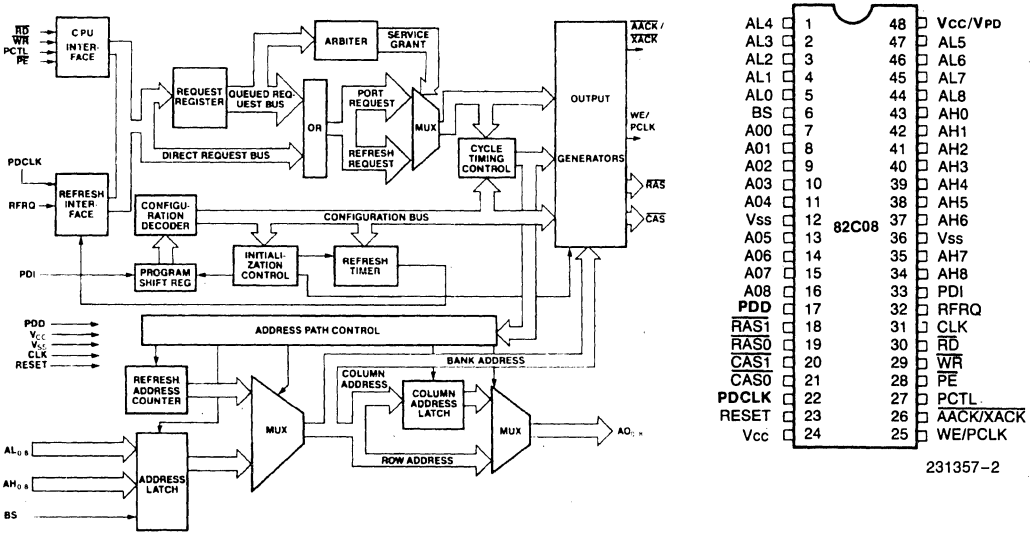 RD
WR
PCTL
PE
CPU
INTER-
FACE
PDCLK
RFRQ
REFRESH
INTER-
FACE
REQUEST
REGISTER
QUEUED REQ-
UEST BUS
DIRECT REQUEST BUS
ARBITER
SERVICE
GRANT
OR
PORT
REQUEST
REFRESH
REQUEST
MUX
CYCLE
TIMING
CONTROL
OUTPUT
GENERATORS
AACK/
XACK
WE/
PCLK
RAS
CAS
CONFIGU-
RATION
DECODER
CONFIGURATION BUS
PDI
PROGRAM
SHIFT REG
INITIAL-
IZATION
CONTROL
REFRESH
TIMER
PDD
VCC
VSS
CLK
RESET
ADDRESS PATH CONTROL
BANK ADDRESS
REFRESH
ADDRESS
COUNTER
MUX
COLUMN
ADDRESS
COLUMN
ADDRESS
LATCH
MUX
ROW ADDRESS
AO0-8
AL0-8
AH0-8
BS
ADDRESS
LATCH
AL4 1 48 Vcc/VPD
AL3 2 47 AL5
AL2 3 46 AL6
AL1 4 45 AL7
AL0 5 44 AL8
BS 6 43 AH0
A00 7 42 AH1
A01 8 41 AH2
A02 9 40 AH3
A03 10 39 AH4
A04 11 38 AH5
Vss 12 37 AH6
82C08
A05 13 36 Vss
A06 14 35 AH7
A07 15 34 AH8
A08 16 33 PDI
PDD 17 32 RFRQ
RAS1 18 31 CLK
RAS0 19 30 RD
CAS1 20 29 WR
CAS0 21 28 PE
PDCLK 22 27 PCTL
RESET 23 26 AACK/XACK
Vcc 24 25 WE/PCLK
231357-2